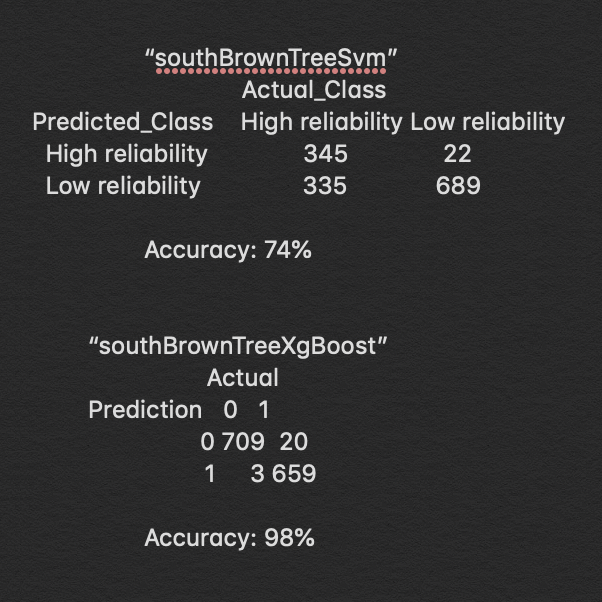 “southBrownTreeSvm”
Actual_Class
Predicted_Class High reliability Low reliability
High reliability 345 22
Low reliability 335 689
Accuracy: 74%
“southBrownTreeXgBoost”
Actual
Prediction 0 1
0 709 20
1 3 659
Accuracy: 98%